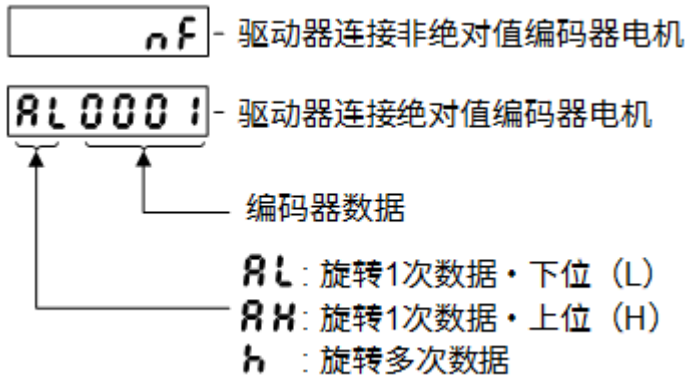 nF - 驱动器连接非绝对值编码器电机
AL0001 - 驱动器连接绝对值编码器电机
编码器数据
AL : 旋转1次数据・下位（L）
AH : 旋转1次数据・上位（H）
h : 旋转多次数据